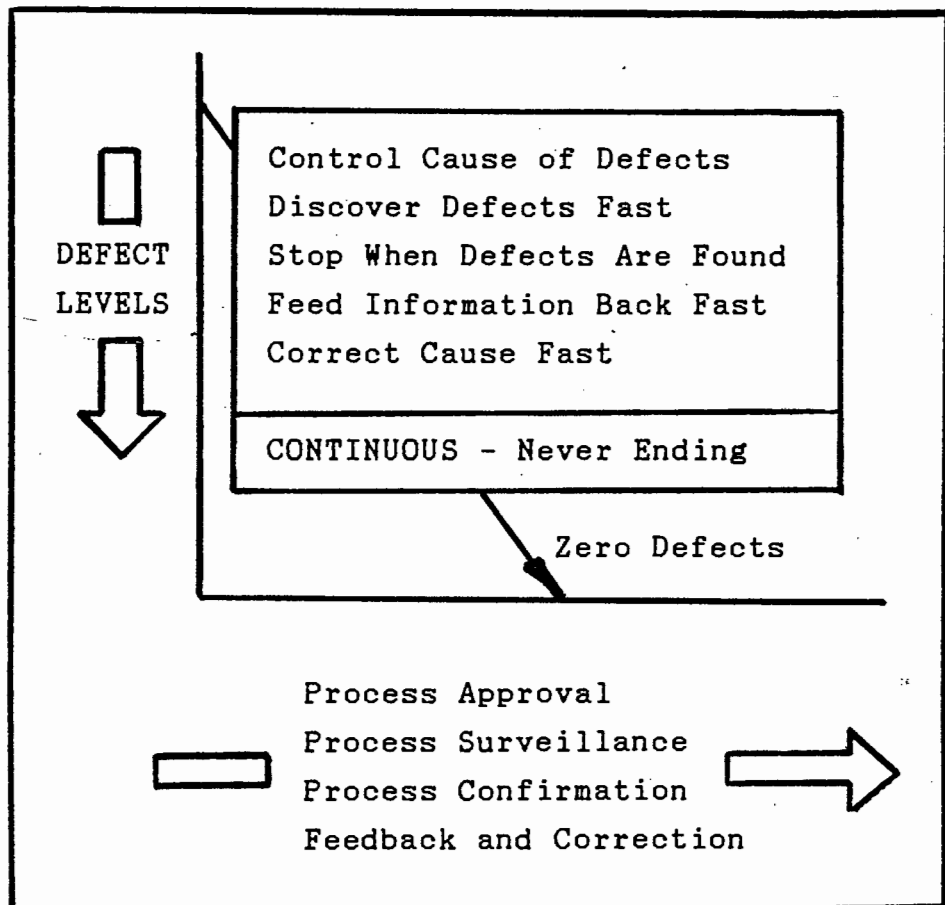 Control Cause of Defects
Discover Defects Fast
Stop When Defects Are Found
Feed Information Back Fast
Correct Cause Fast
CONTINUOUS - Never Ending
DEFECT
LEVELS
Zero Defects
Process Approval
Process Surveillance
Process Confirmation
Feedback and Correction